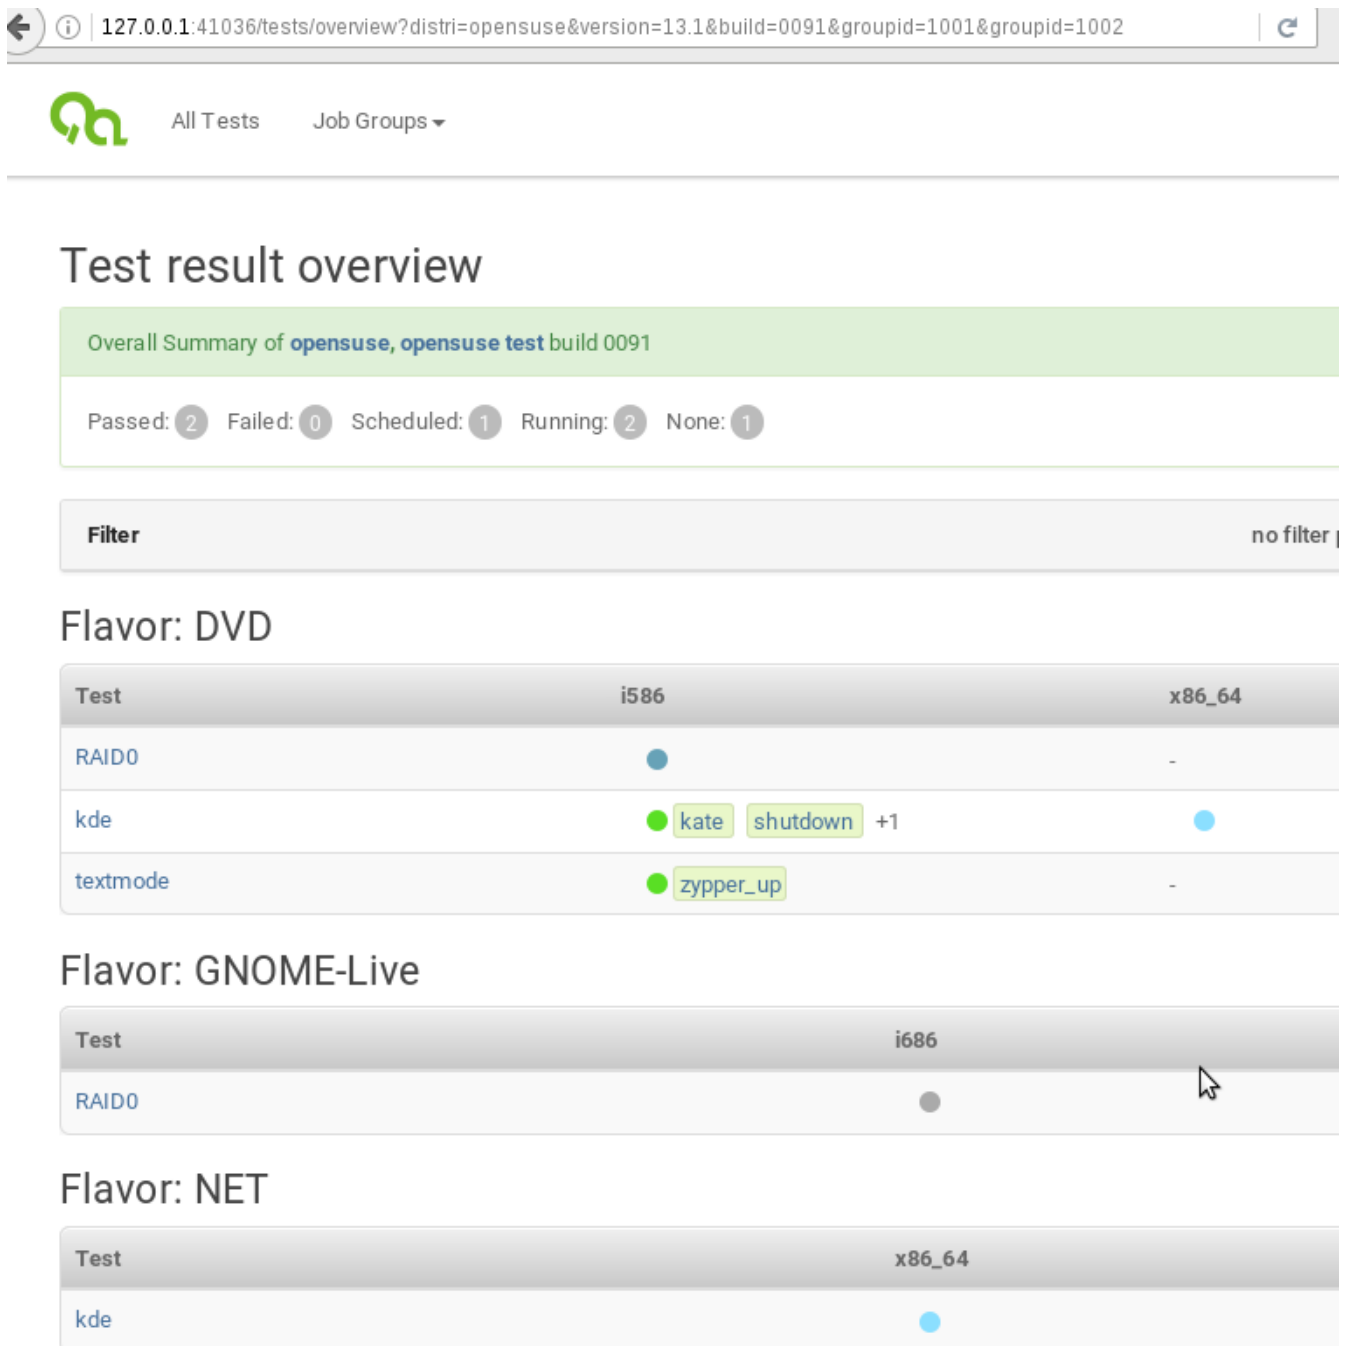 127.0.0.1:41036/tests/overview?distri=opensuse&version=13.1&build=0091&groupid=1001&groupid=1002
All Tests Job Groups
Test result overview
Overall Summary of opensuse, opensuse test build 0091
Passed: 2 Failed: 0 Scheduled: 1 Running: 2 None: 1
Filter no filter
Flavor: DVD
Test i586 x86_64
RAID0 -
kde kate shutdown +1
textmode zypper_up -
Flavor: GNOME-Live
Test i686
RAID0
Flavor: NET
Test x86_64
kde